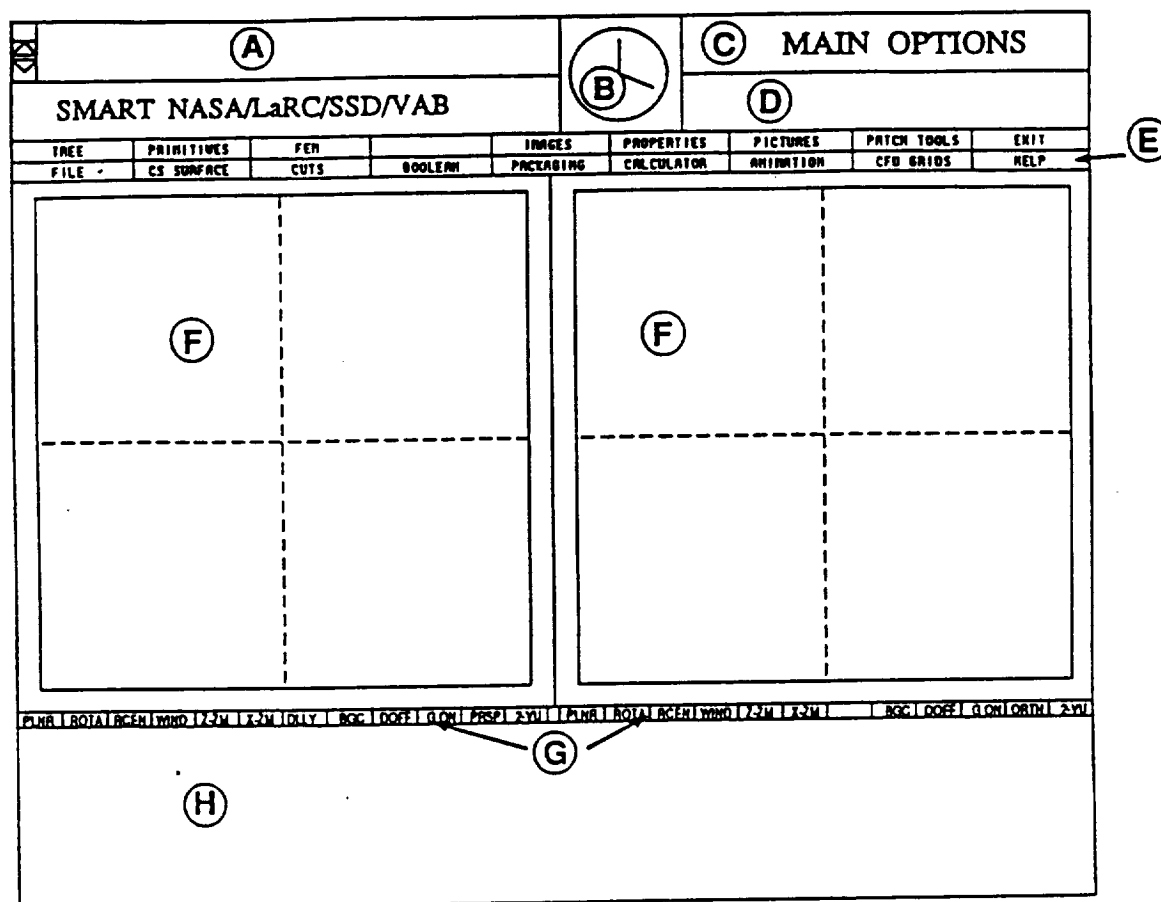 A
B
C MAIN OPTIONS
D
SMART NASA/LaRC/SSD/VAB
E
TREE PRIMITIVES FEM IMAGES PROPERTIES PICTURES PATCH TOOLS EXIT
FILE CS SURFACE CUTS BOOLEAN PACKAGING CALCULATOR ANIMATION CFD GRIDS HELP
F F
PLNR ROTA RCEN WIND Z-ZM X-ZM DLLY BGC DOFF PRSP 2-VU PLNR ROTA RCEN WIND Z-ZM X-ZM BGC DOFF ORTH 2-VU
G
H